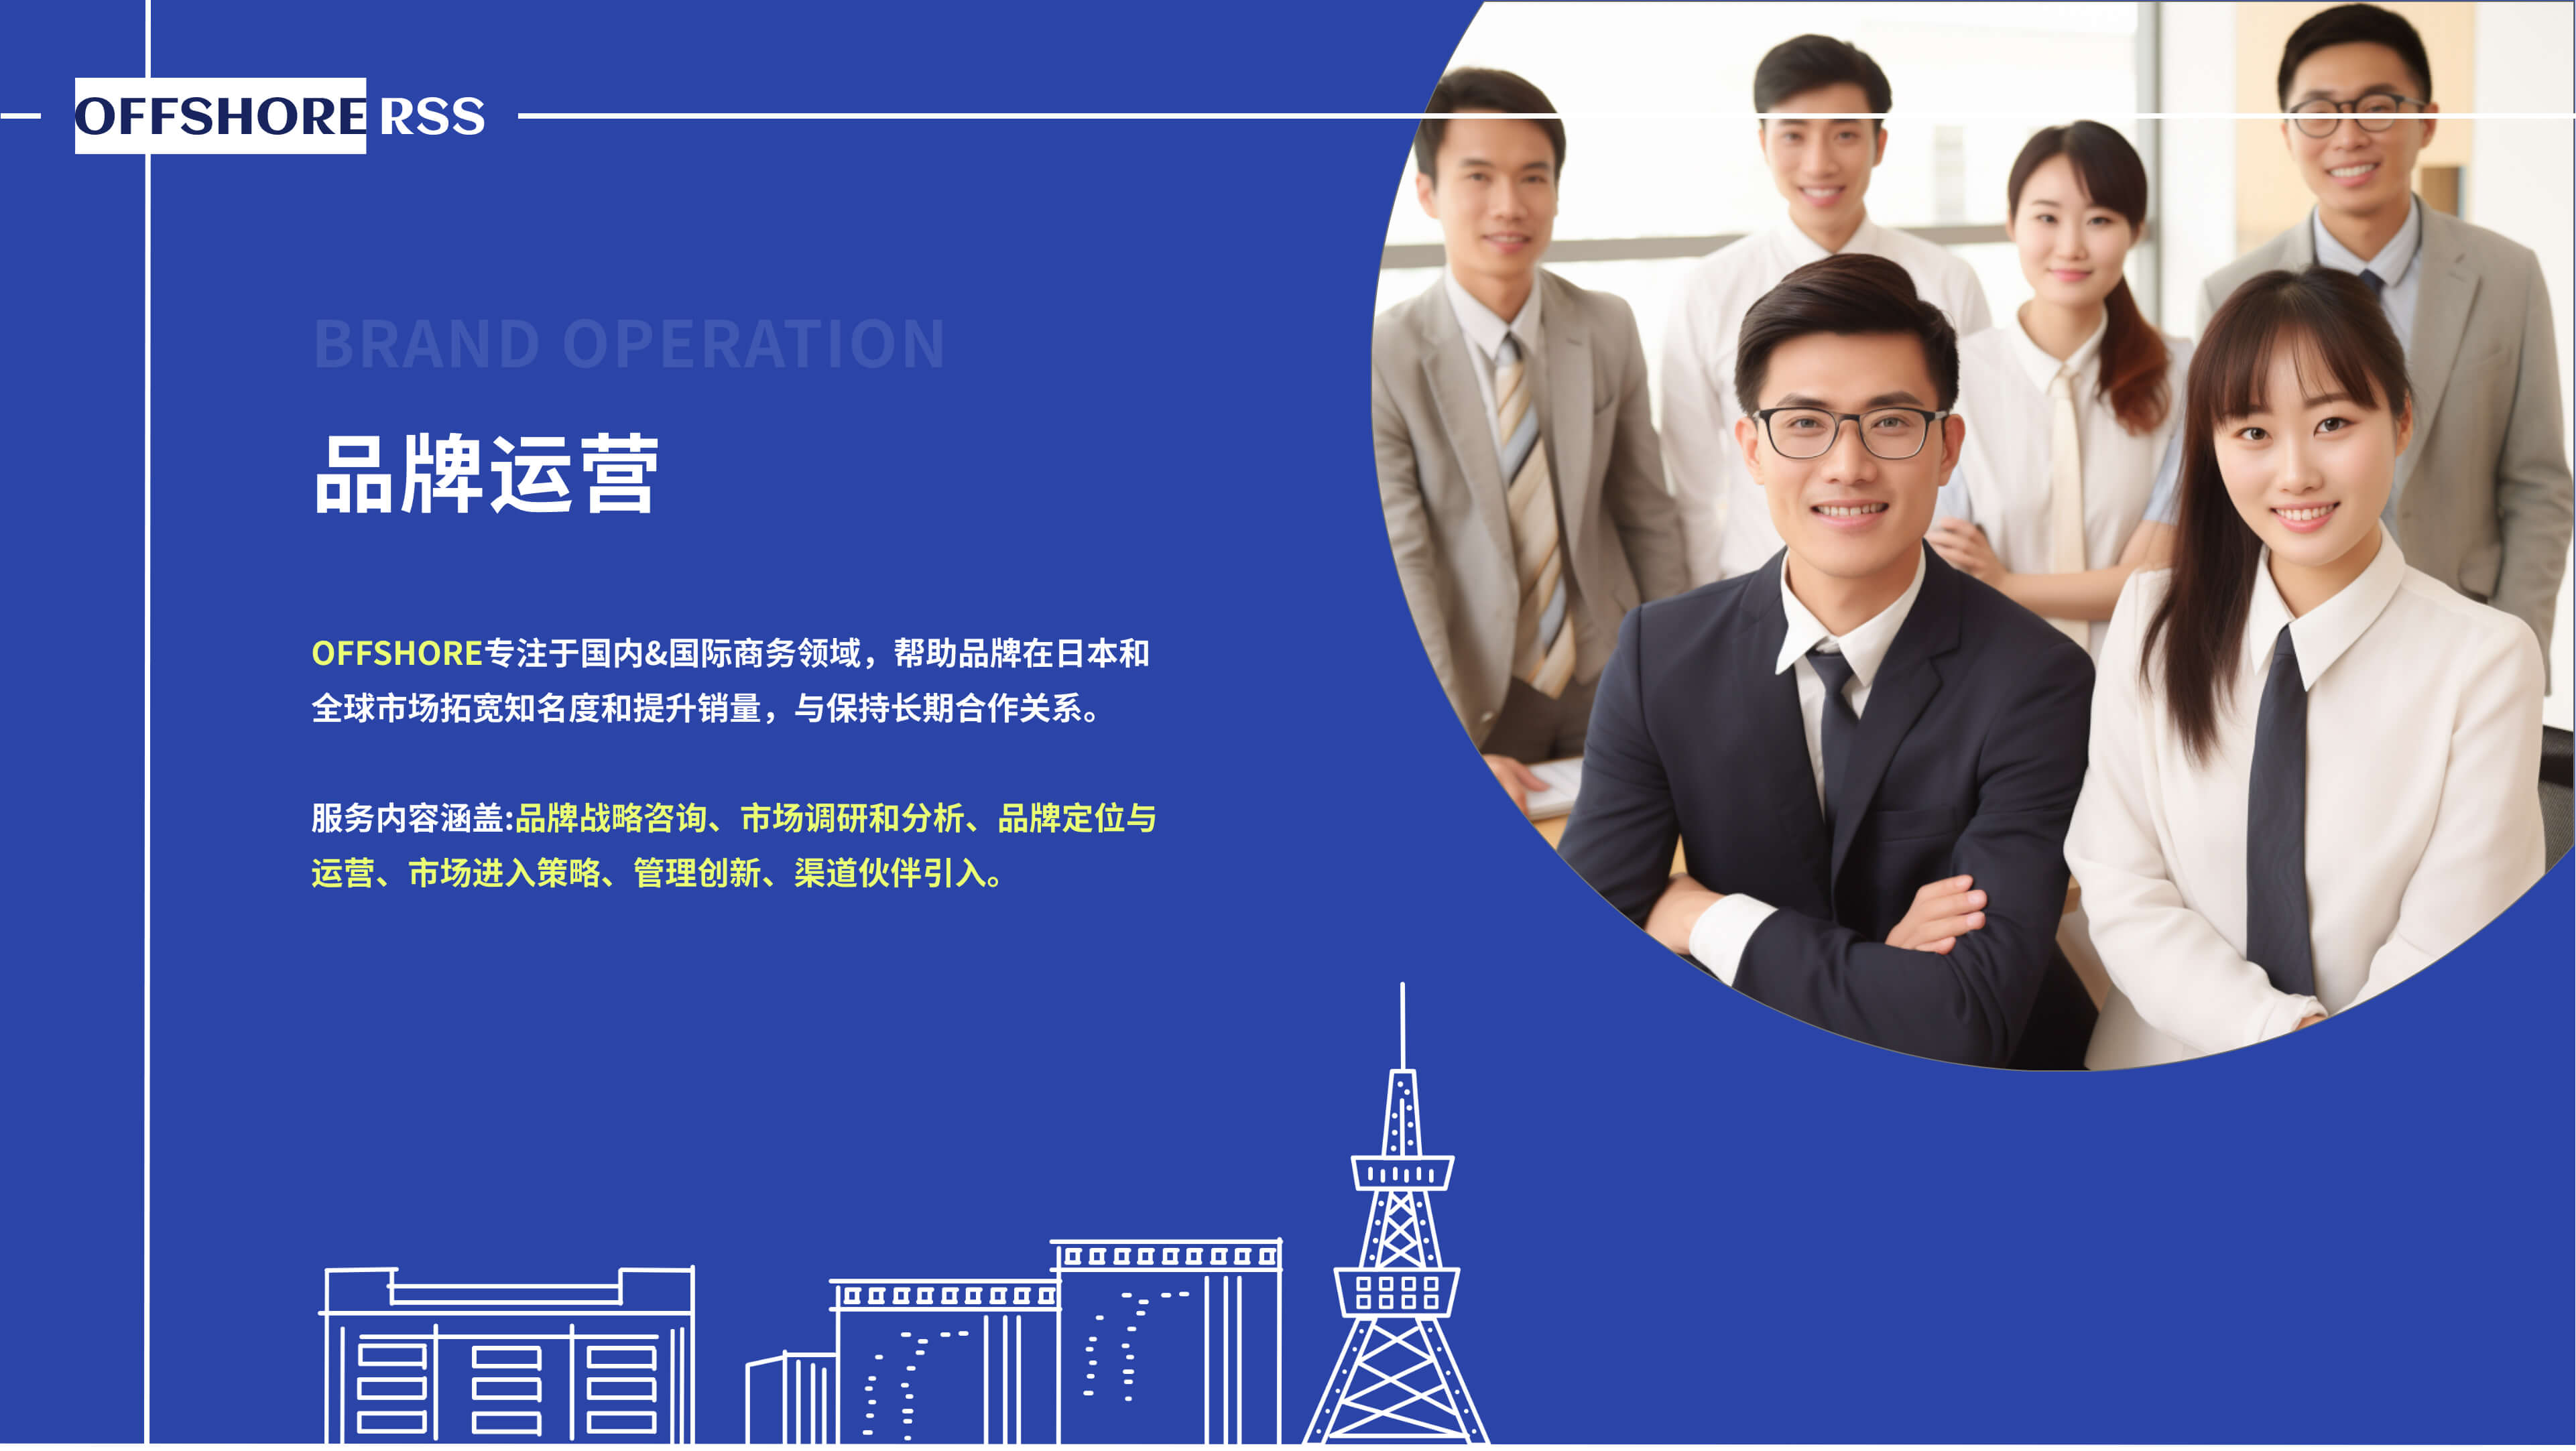 OFFSHORE RSS
BRAND OPERATION
品牌运营
OFFSHORE专注于国内&国际商务领域，帮助品牌在日本和
全球市场拓宽知名度和提升销量，与保持长期合作关系。
服务内容涵盖:品牌战略咨询、市场调研和分析、品牌定位与
运营、市场进入策略、管理创新、渠道伙伴引入。